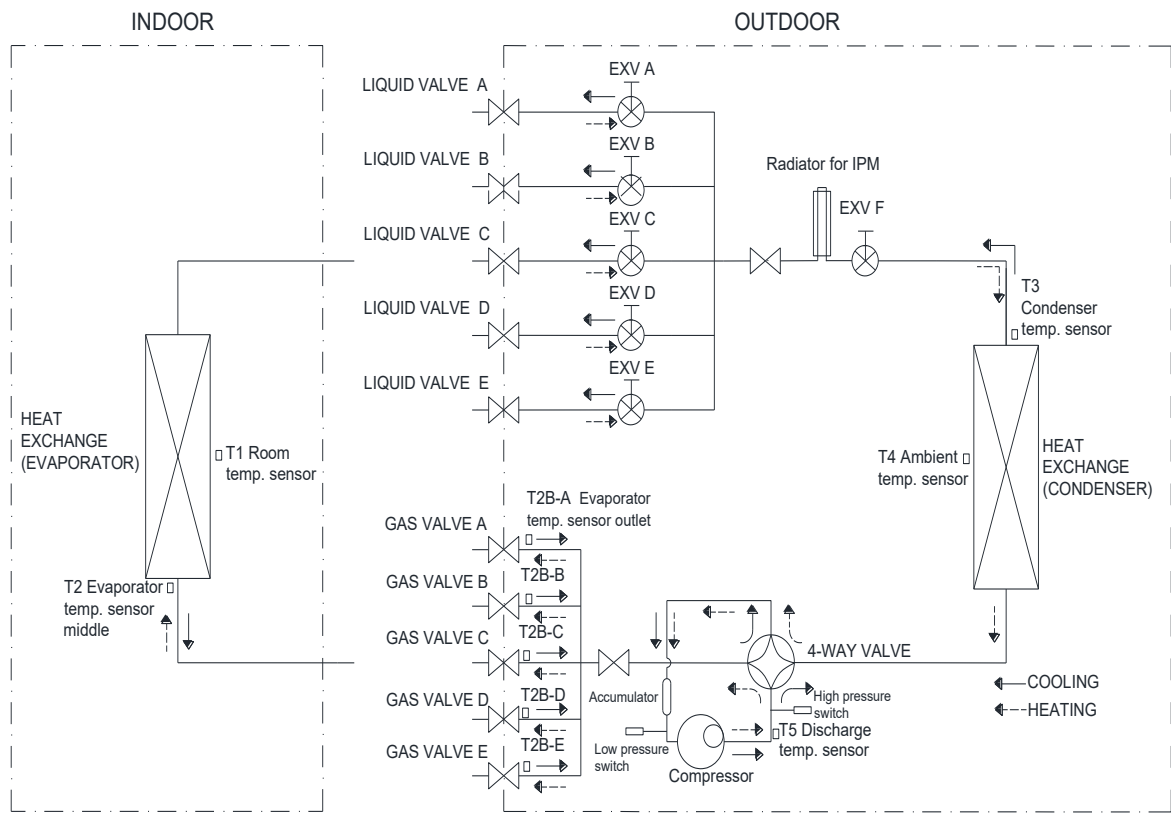 INDOOR
OUTDOOR
LIQUID VALVE A
EXV A
LIQUID VALVE B
EXV B
Radiator for IPM
LIQUID VALVE C
EXV C
EXV F
LIQUID VALVE D
EXV D
T3
Condenser
temp. sensor
LIQUID VALVE E
EXV E
HEAT
EXCHANGE
(EVAPORATOR)
T1 Room
temp. sensor
T4 Ambient
temp. sensor
HEAT
EXCHANGE
(CONDENSER)
T2B-A Evaporator
temp. sensor outlet
GAS VALVE A
T2 Evaporator
temp. sensor
middle
GAS VALVE B
T2B-B
GAS VALVE C
T2B-C
4-WAY VALVE
GAS VALVE D
T2B-D
Accumulator
High pressure
switch
COOLING
HEATING
GAS VALVE E
T2B-E
Low pressure
switch
T5 Discharge
temp. sensor
Compressor